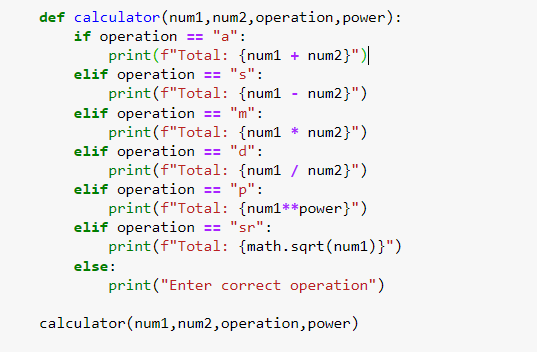 def calculator(num1,num2,operation,power):
    if operation == "a":
        print(f"Total: {num1 + num2}")
    elif operation == "s":
        print(f"Total: {num1 - num2}")
    elif operation == "m":
        print(f"Total: {num1 * num2}")
    elif operation == "d":
        print(f"Total: {num1 / num2}")
    elif operation == "p":
        print(f"Total: {num1**power}")
    elif operation == "sr":
        print(f"Total: {math.sqrt(num1)}")
    else:
        print("Enter correct operation")

calculator(num1,num2,operation,power)